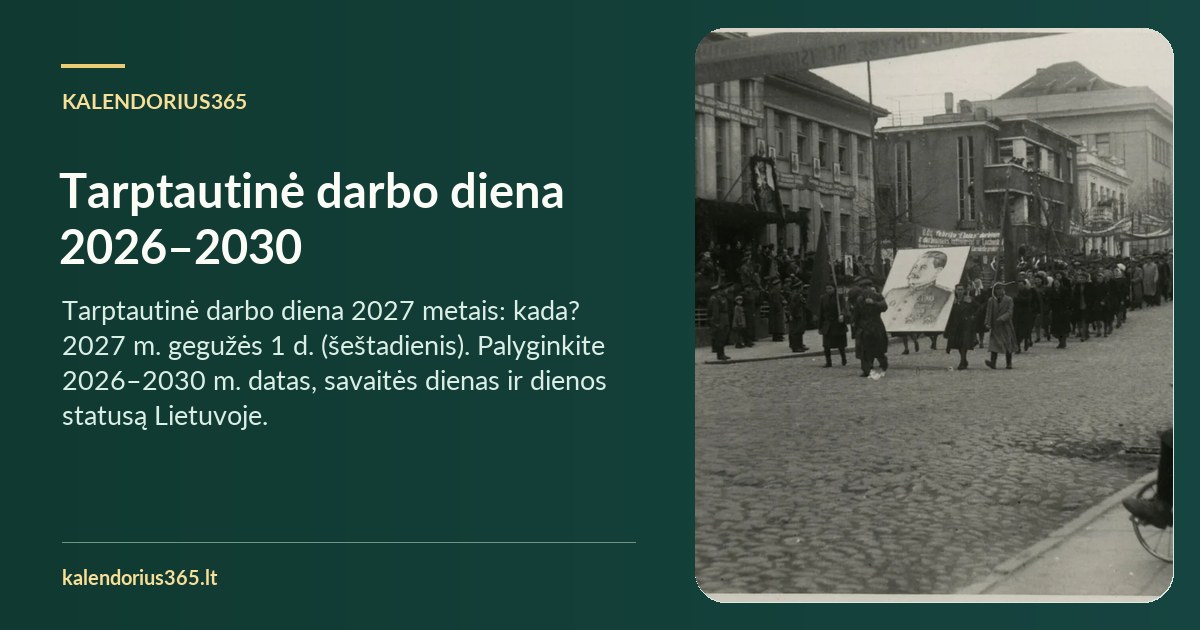 KALENDORIUS365
Tarptautinė darbo diena
2026–2030
Tarptautinė darbo diena 2027 metais: kada?
2027 m. gegužės 1 d. (šeštadienis). Palyginkite
2026–2030 m. datas, savaitės dienas ir dienos
statusą Lietuvoje.
kalendorius365.lt